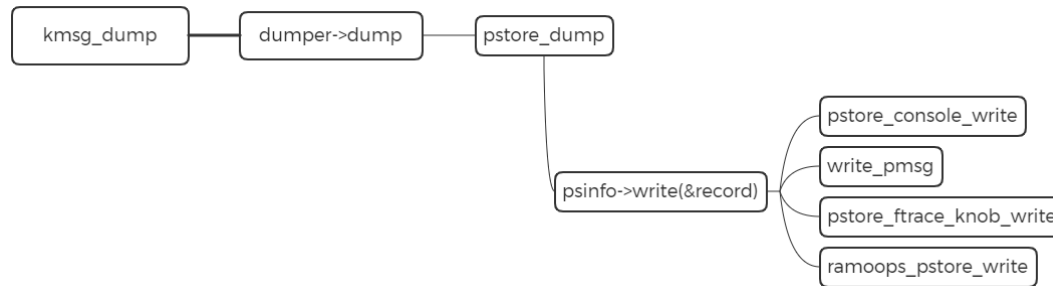 kmsg_dump
dumper->dump
pstore_dump
pstore_console_write
write_pmsg
psinfo->write(&record)
pstore_ftrace_knob_write
ramoops_pstore_write